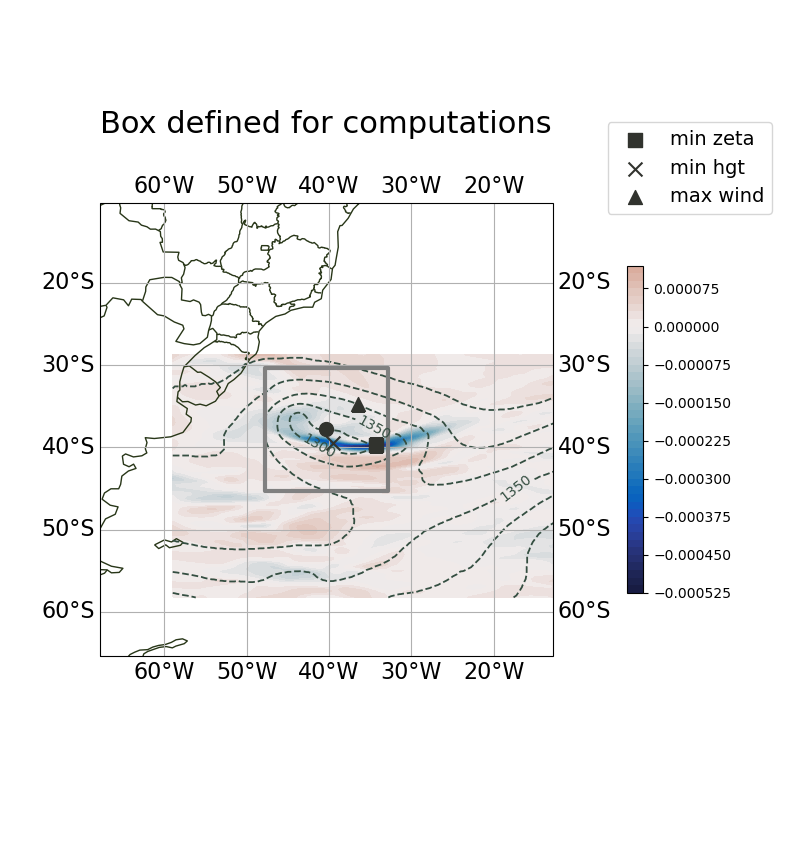 Box defined for computations
min zeta
min hgt
max wind
60°W 50°W 40°W 30°W 20°W
20°S 20°S
30°S 30°S
40°S 40°S
50°S 50°S
60°S 60°S
1350
1300
1350
60°W 50°W 40°W 30°W 20°W
0.000075
0.000000
−0.000075
−0.000150
−0.000225
−0.000300
−0.000375
−0.000450
−0.000525